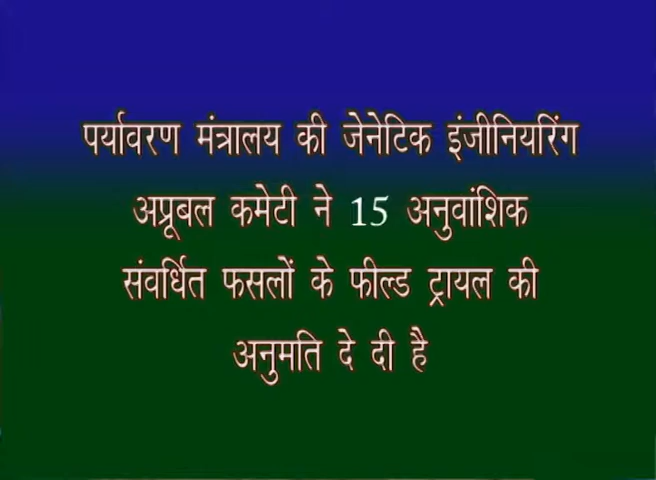 पर्यावरण मंत्रालय की जेनेटिक इंजीनियरिंग
अप्रूबल कमेटी ने 15 अनुवांशिक
संवर्धित फसलों के फील्ड ट्रायल की
अनुमति दे दी है